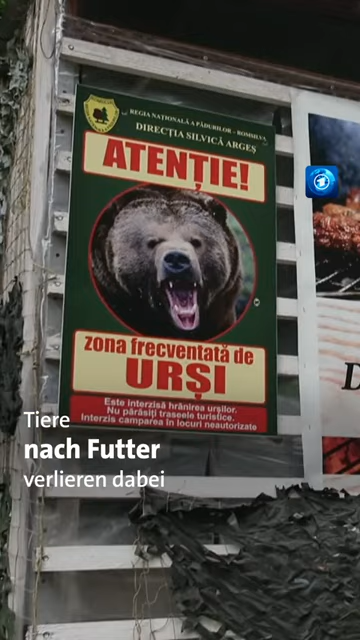 REGIA NAȚIONALĂ A PĂDURILOR - ROMSILVA
DIRECȚIA SILVICĂ ARGEȘ
ATENȚIE!
zona frecventată de
URȘI
Este interzisă hrănirea urșilor.
Nu părăsiți traseele turistice.
Interzis camparea în locuri neautorizate
Tiere
nach Futter
verlieren dabei
D